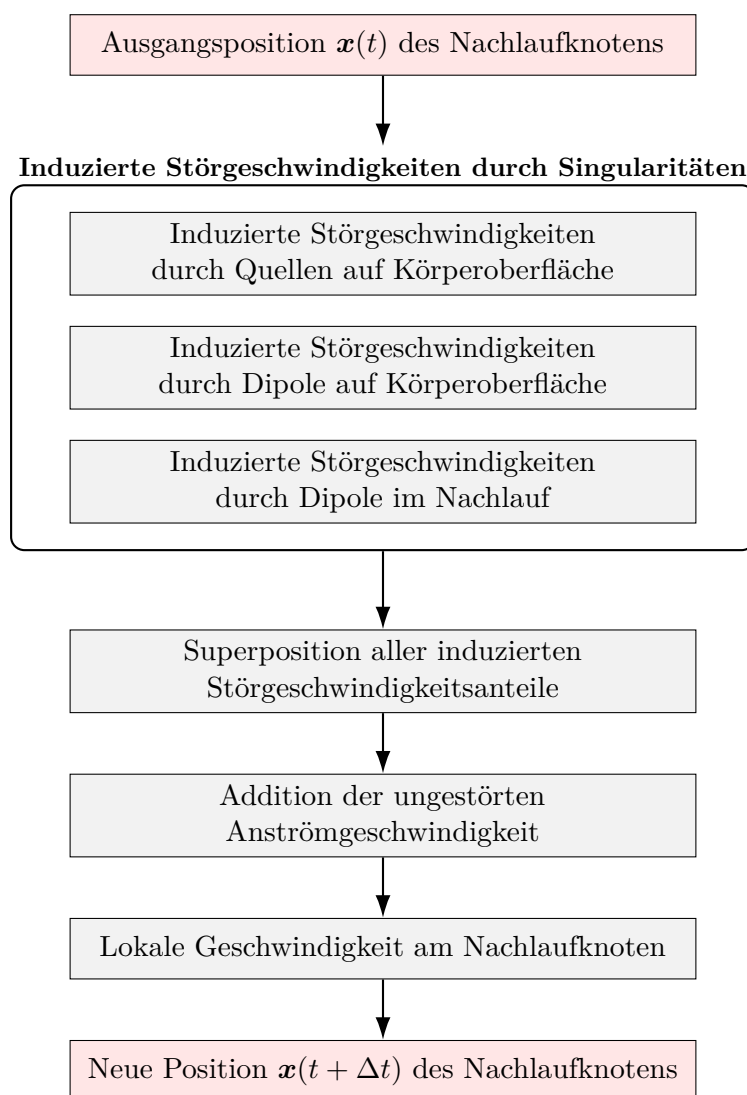 Ausgangsposition x(t) des Nachlaufknotens
Induzierte Störgeschwindigkeiten durch Singularitäten
Induzierte Störgeschwindigkeiten
durch Quellen auf Körperoberfläche
Induzierte Störgeschwindigkeiten
durch Dipole auf Körperoberfläche
Induzierte Störgeschwindigkeiten
durch Dipole im Nachlauf
Superposition aller induzierten
Störgeschwindigkeitsanteile
Addition der ungestörten
Anströmgeschwindigkeit
Lokale Geschwindigkeit am Nachlaufknoten
Neue Position x(t + Δt) des Nachlaufknotens